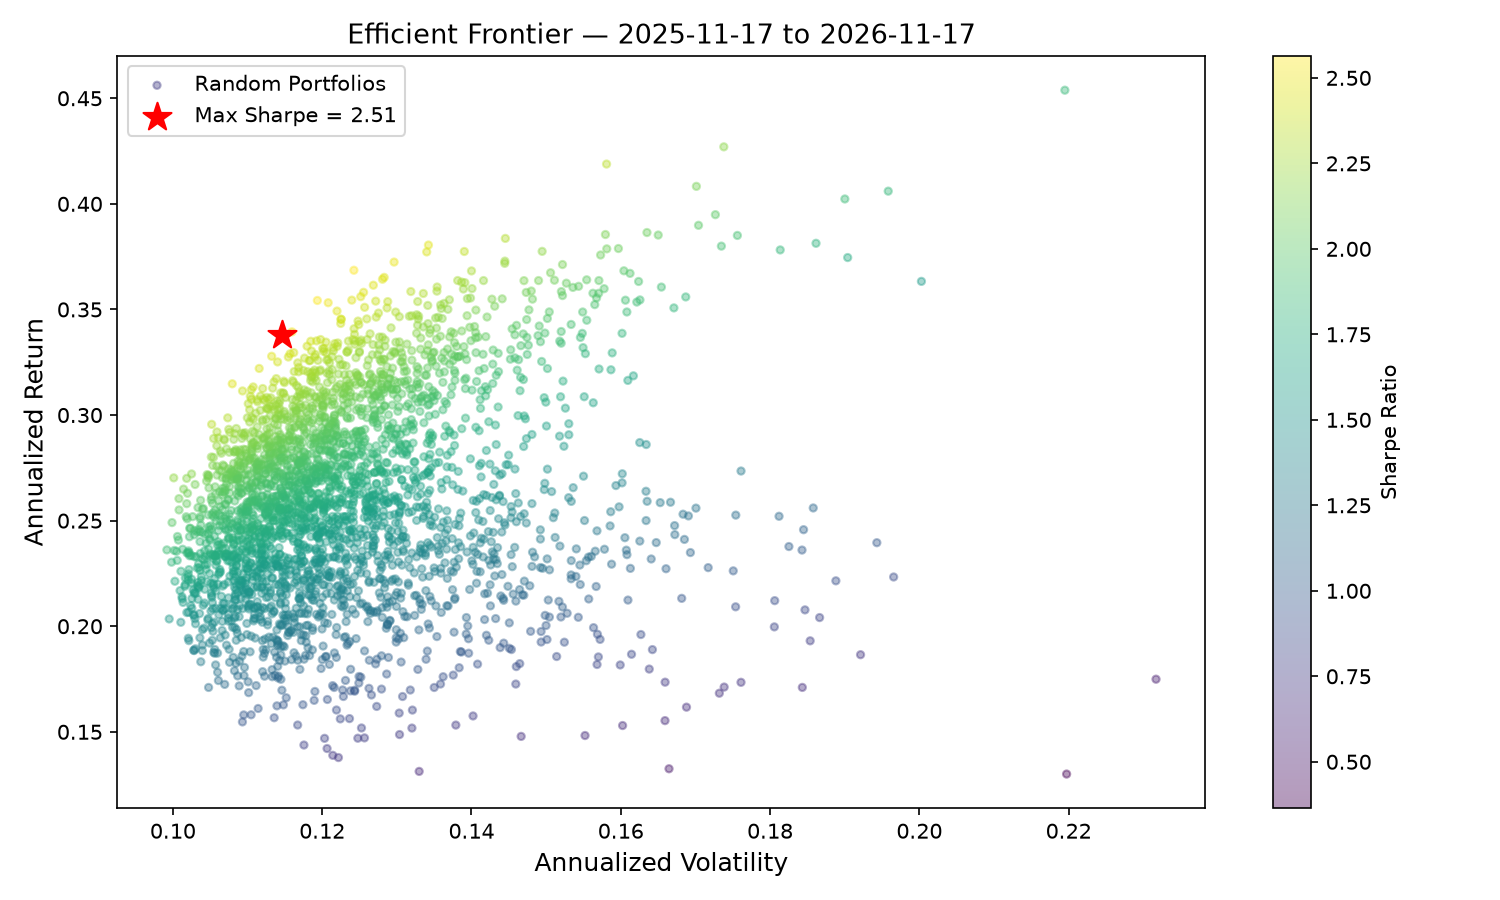 Efficient Frontier — 2025-11-17 to 2026-11-17
Random Portfolios
Max Sharpe = 2.51
Annualized Return
0.45
0.40
0.35
0.30
0.25
0.20
0.15
0.10 0.12 0.14 0.16 0.18 0.20 0.22
Annualized Volatility
2.50
2.25
2.00
1.75
1.50
1.25
1.00
0.75
0.50
Sharpe Ratio